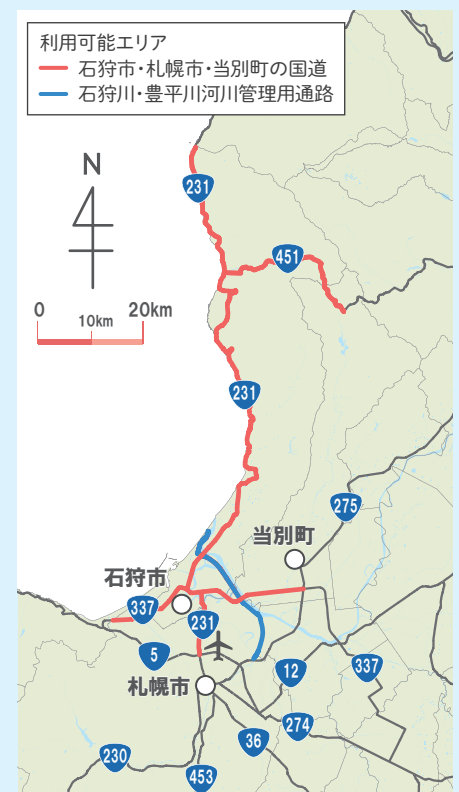 利用可能エリア
石狩市・札幌市・当別町の国道
石狩川・豊平川河川管理用通路
N
231
451
0 10km 20km
231
275
当別町
石狩市
337
231
5
12
337
札幌市
274
36
230
453